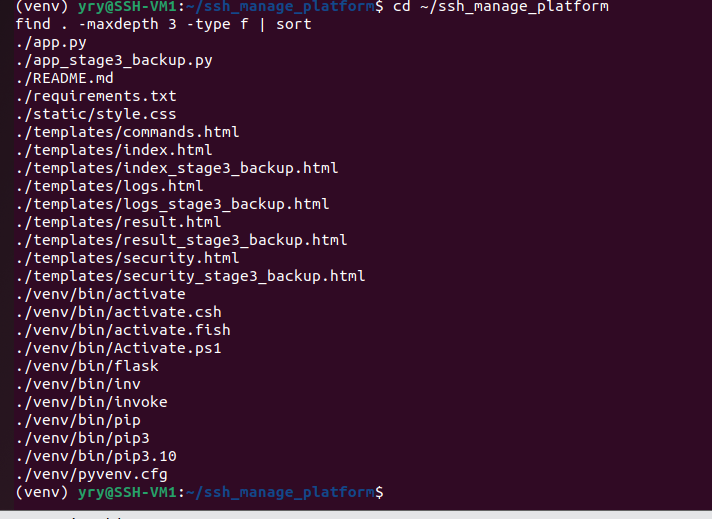 (venv) yry@SSH-VM1:~/ssh_manage_platform$ cd ~/ssh_manage_platform
find . -maxdepth 3 -type f | sort
./app.py
./app_stage3_backup.py
./README.md
./requirements.txt
./static/style.css
./templates/commands.html
./templates/index.html
./templates/index_stage3_backup.html
./templates/logs.html
./templates/logs_stage3_backup.html
./templates/result.html
./templates/result_stage3_backup.html
./templates/security.html
./templates/security_stage3_backup.html
./venv/bin/activate
./venv/bin/activate.csh
./venv/bin/activate.fish
./venv/bin/Activate.ps1
./venv/bin/flask
./venv/bin/inv
./venv/bin/invoke
./venv/bin/pip
./venv/bin/pip3
./venv/bin/pip3.10
./venv/pyvenv.cfg
(venv) yry@SSH-VM1:~/ssh_manage_platform$